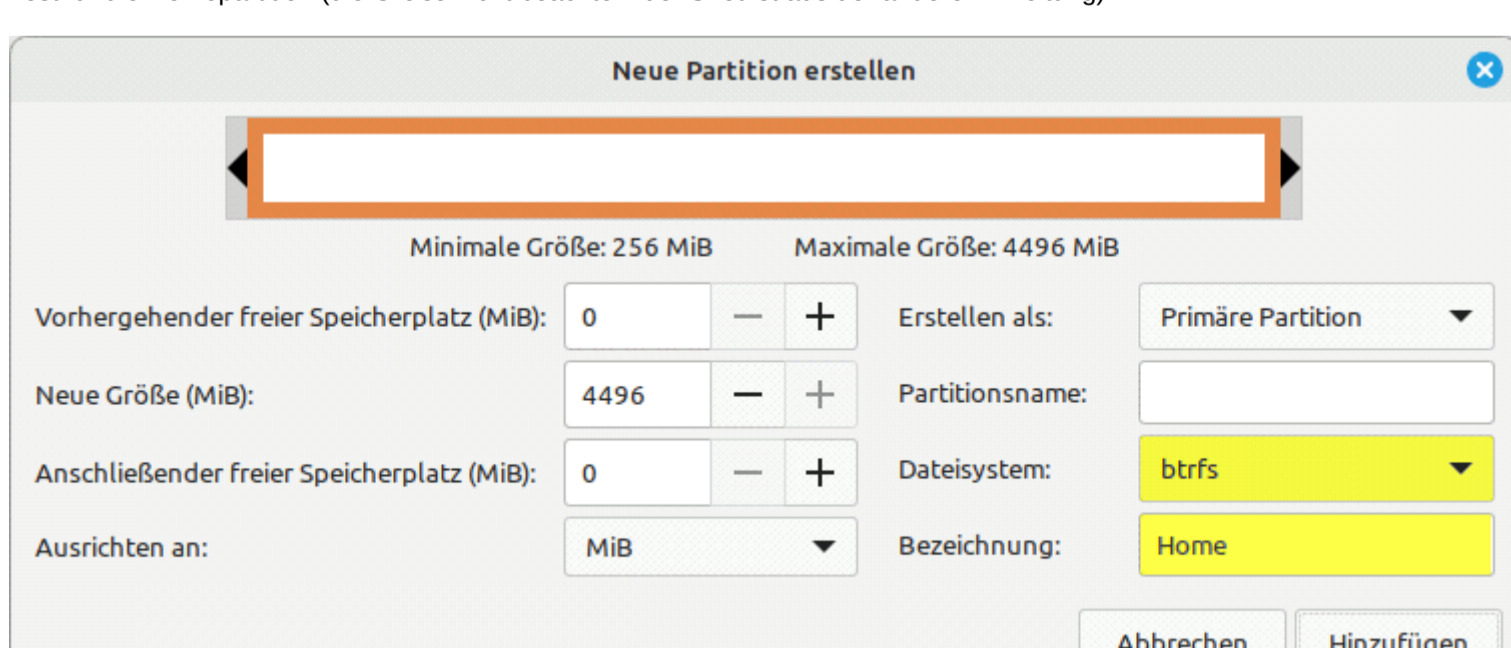 Neue Partition erstellen
Minimale Größe: 256 MiB Maximale Größe: 4496 MiB
Vorhergehender freier Speicherplatz (MiB): 0 — + Erstellen als: Primäre Partition
Neue Größe (MiB): 4496 — + Partitionsname:
Anschließender freier Speicherplatz (MiB): 0 — + Dateisystem: btrfs
Ausrichten an: MiB Bezeichnung: Home
Abbrechen Hinzufügen